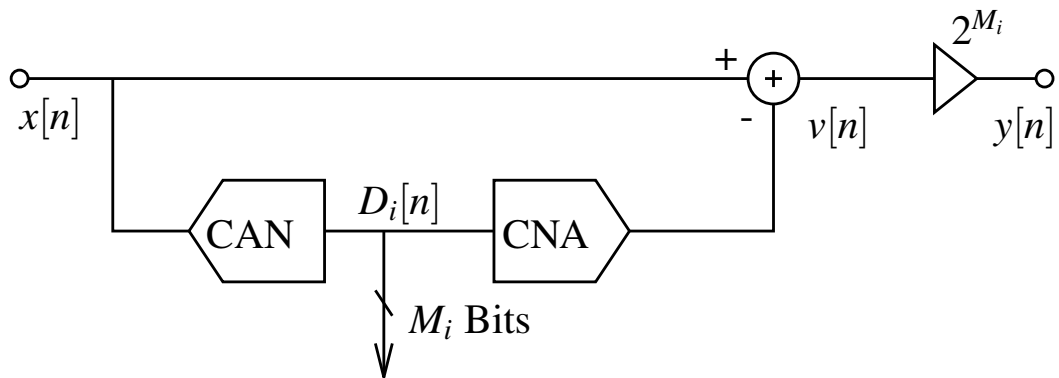 2^{M_i}
+
+
x[n]
-
v[n]
y[n]
D_i[n]
CAN
CNA
M_i Bits